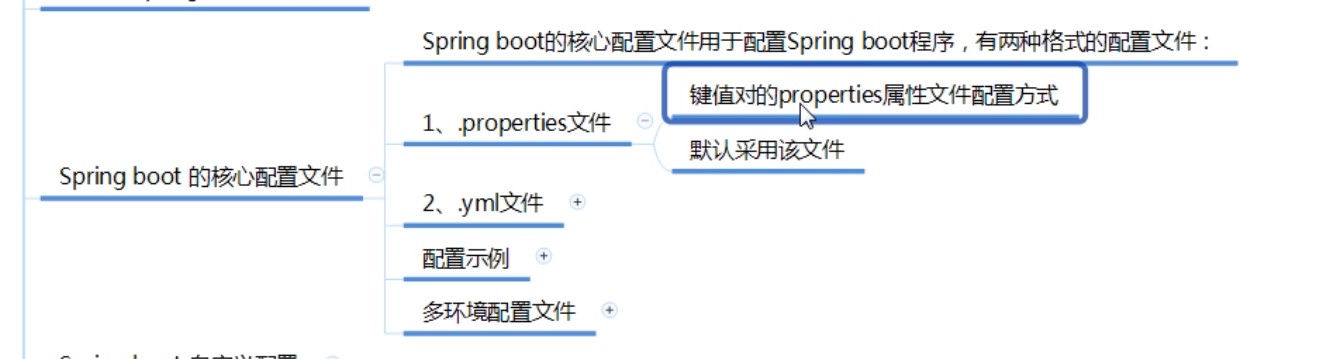 Spring boot的核心配置文件用于配置Spring boot程序，有两种格式的配置文件：
键值对的properties属性文件配置方式
1、.properties文件
默认采用该文件
Spring boot 的核心配置文件
2、.yml文件
配置示例
多环境配置文件